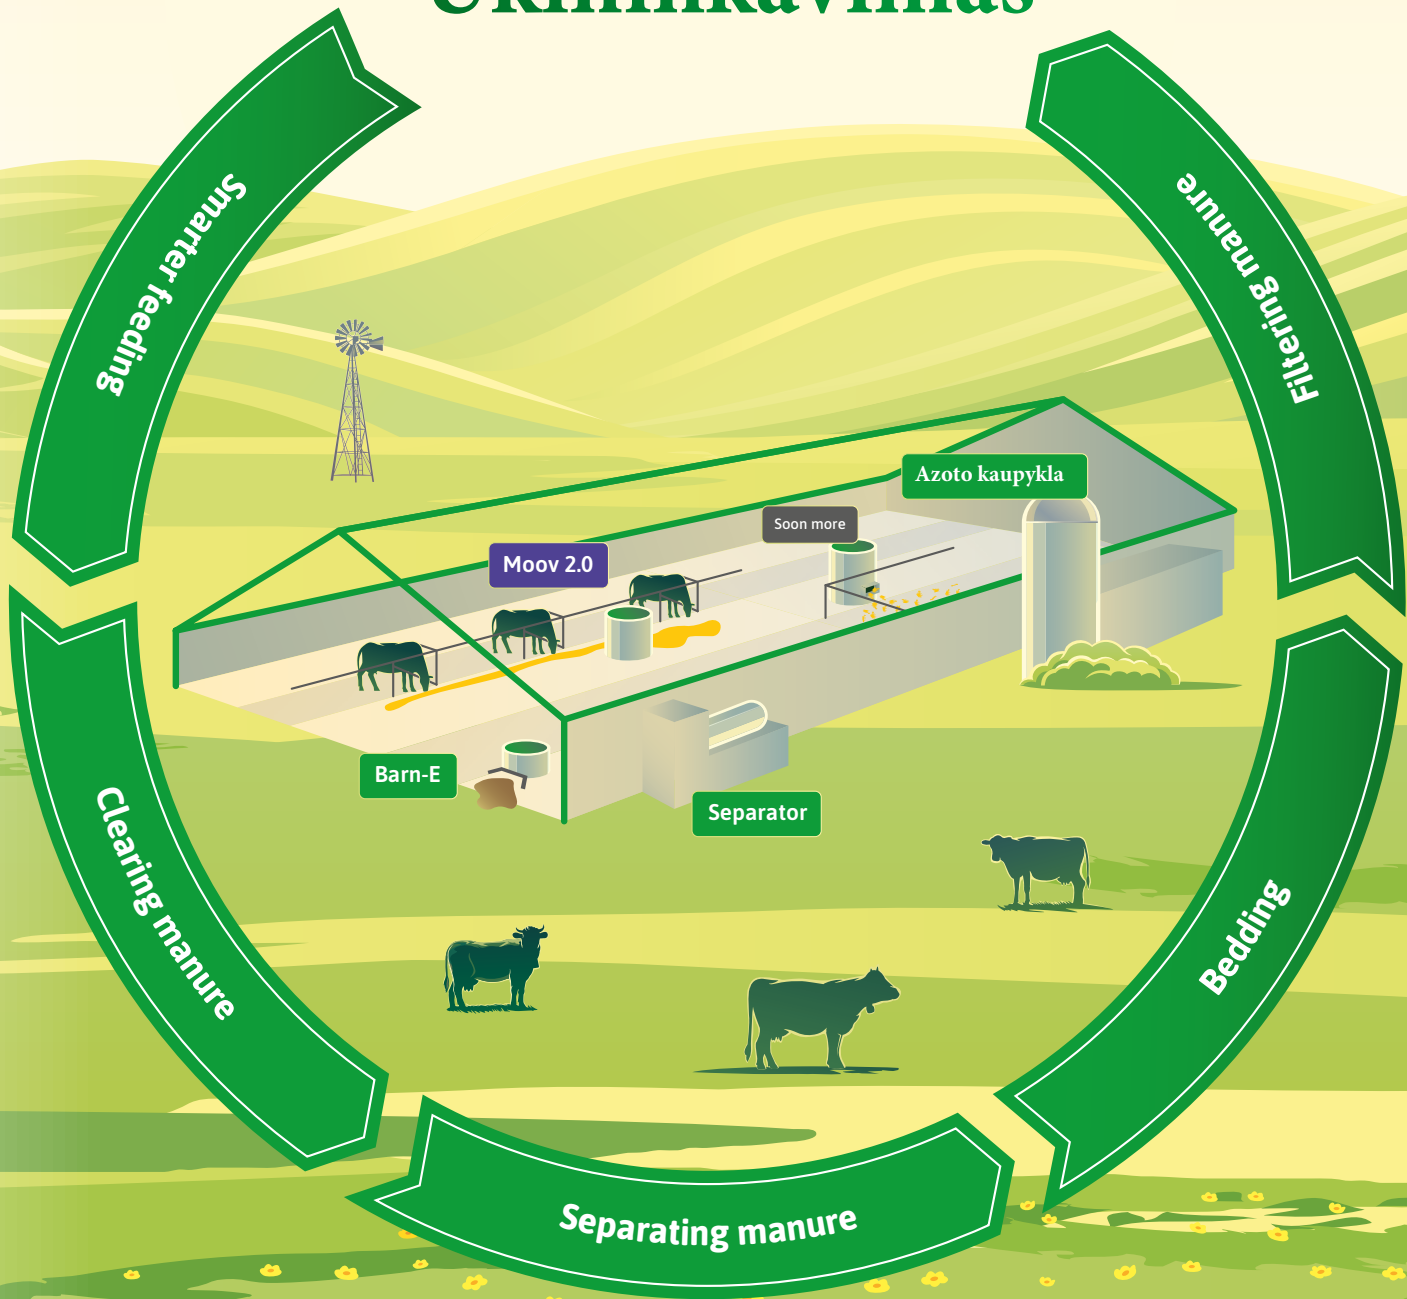 Smarter feeding
Filtering manure
Azoto kaupykla
Soon more
Moov 2.0
Barn-E
Separator
Clearing manure
Bedding
Separating manure